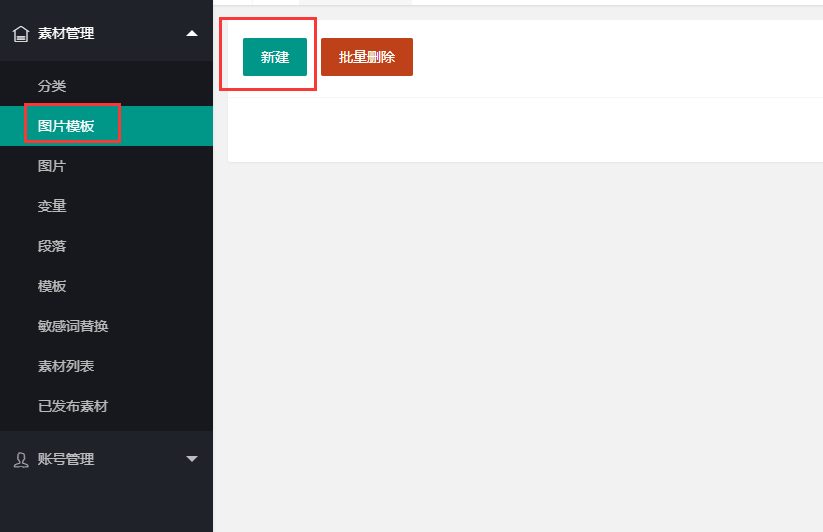 素材管理
分类
图片模板
图片
变量
段落
模板
敏感词替换
素材列表
已发布素材
账号管理
新建
批量删除